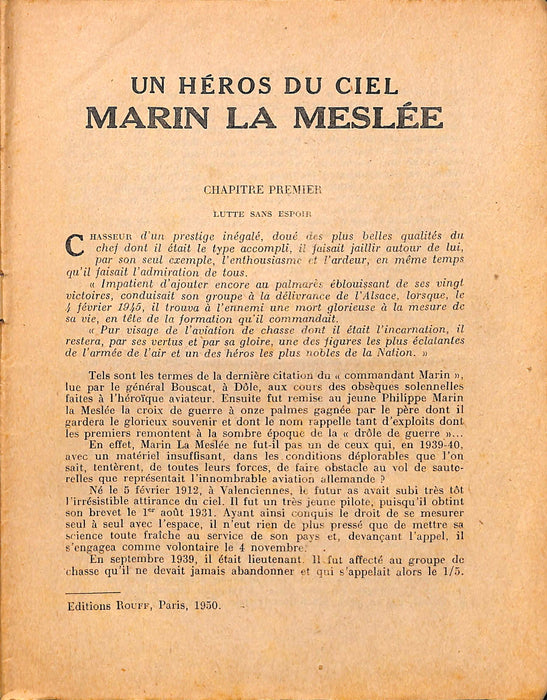 UN HÉROS DU CIEL
MARIN LA MESLÉE
CHAPITRE PREMIER
LUTTE SANS ESPOIR
CHASSEUR d'un prestige inégalé, doué des plus belles qualités du
chef dont il était le type accompli, il faisait jaillir autour de lui,
par son seul exemple, l'enthousiasme et l'ardeur, en même temps
qu'il faisait l'admiration de tous.
« Impatient d'ajouter encore au palmarès éblouissant de ses vingt
victoires, conduisait son groupe à la délivrance de l'Alsace, lorsque, le
4 février 1945, il trouva à l'ennemi une mort glorieuse à la mesure de
sa vie, en tête de la formation qu'il commandait.
« Pur visage de l'aviation de chasse dont il était l'incarnation, il
restera, par ses vertus et par sa gloire, une des figures les plus éclatantes
de l'armée de l'air et un des héros les plus nobles de la Nation. »
Tels sont les termes de la dernière citation du « commandant Marin »,
lue par le général Bouscat, à Dôle, aux cours des obsèques solennelles
faites à l'héroïque aviateur. Ensuite fut remise au jeune Philippe Marin
la Meslée la croix de guerre à onze palmes gagnée par le père dont il
gardera le glorieux souvenir et dont le nom rappelle tant d'exploits dont
les premiers remontent à la sombre époque de la « drôle de guerre »...
En effet, Marin La Meslée ne fut-il pas un de ceux qui, en 1939-40,
avec un matériel insuffisant, dans les conditions déplorables que l'on
sait, tentèrent, de toutes leurs forces, de faire obstacle au vol de saute-
relles que représentait l'innombrable aviation allemande ?
Né le 5 février 1912, à Valenciennes, le futur as avait subi très tôt
l'irrésistible attirance du ciel. Il fut un très jeune pilote, puisqu'il obtint
son brevet le 1er août 1931. Ayant ainsi conquis le droit de se mesurer
seul à seul avec l'espace, il n'eut rien de plus pressé que de mettre sa
science toute fraîche au service de son pays et, devançant l'appel, il
s'engagea comme volontaire le 4 novembre.
En septembre 1939, il était lieutenant. Il fut affecté au groupe de
chasse qu'il ne devait jamais abandonner et qui s'appelait alors le 1/5.
Editions ROUFF, Paris, 1950.